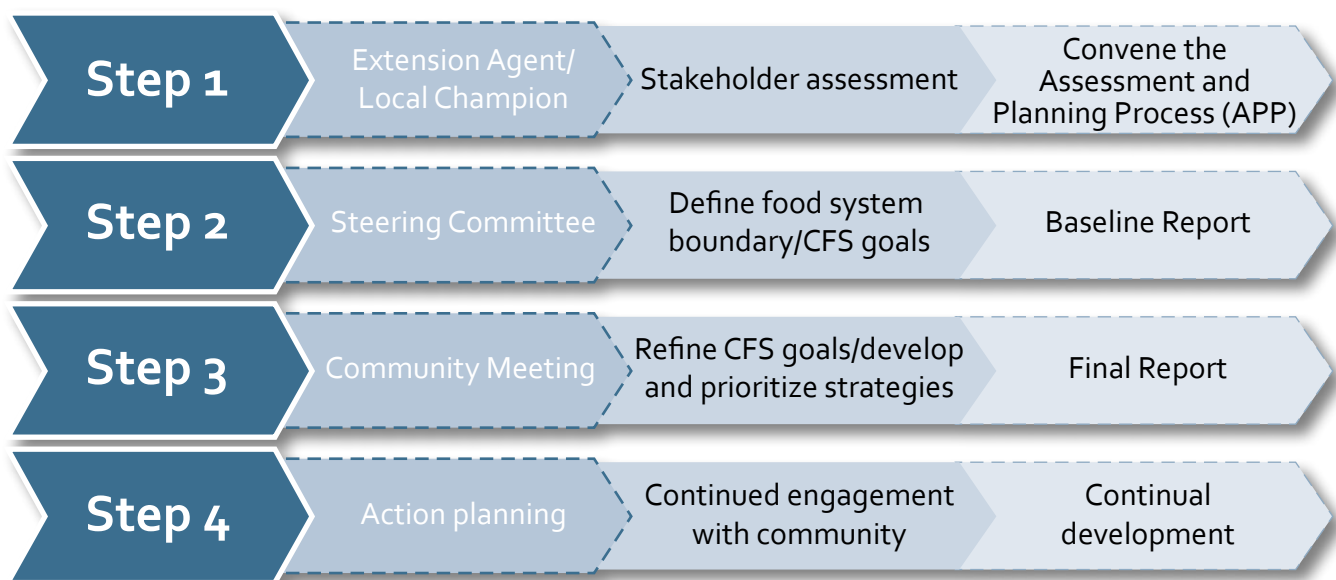 Step 1
Extension Agent/
Local Champion
Stakeholder assessment
Convene the
Assessment and
Planning Process (APP)
Step 2
Steering Committee
Define food system
boundary/CFS goals
Baseline Report
Step 3
Community Meeting
Refine CFS goals/develop
and prioritize strategies
Final Report
Step 4
Action planning
Continued engagement
with community
Continual
development